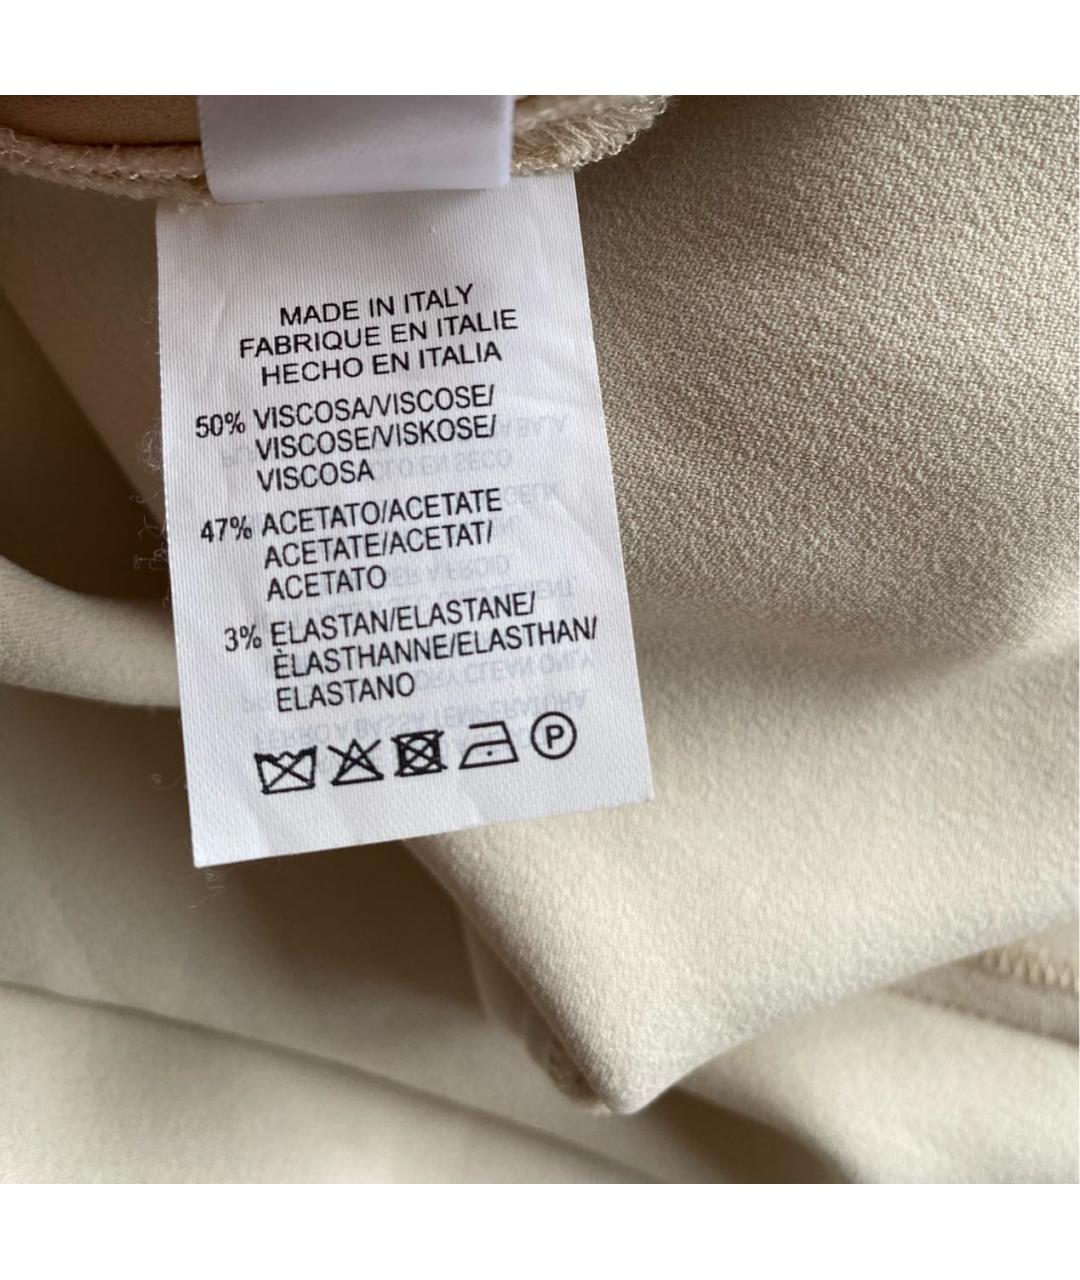 MADE IN ITALY
FABRIQUE EN ITALIE
HECHO EN ITALIA
50% VISCOSA/VISCOSE/
VISCOSE/VISKOSE/
VISCOSA
47% ACETATO/ACETATE
ACETATE/ACETAT/
ACETATO
3% ELASTAN/ELASTANE/
ÈLASTHANNE/ELASTHAN/
ELASTANO
P